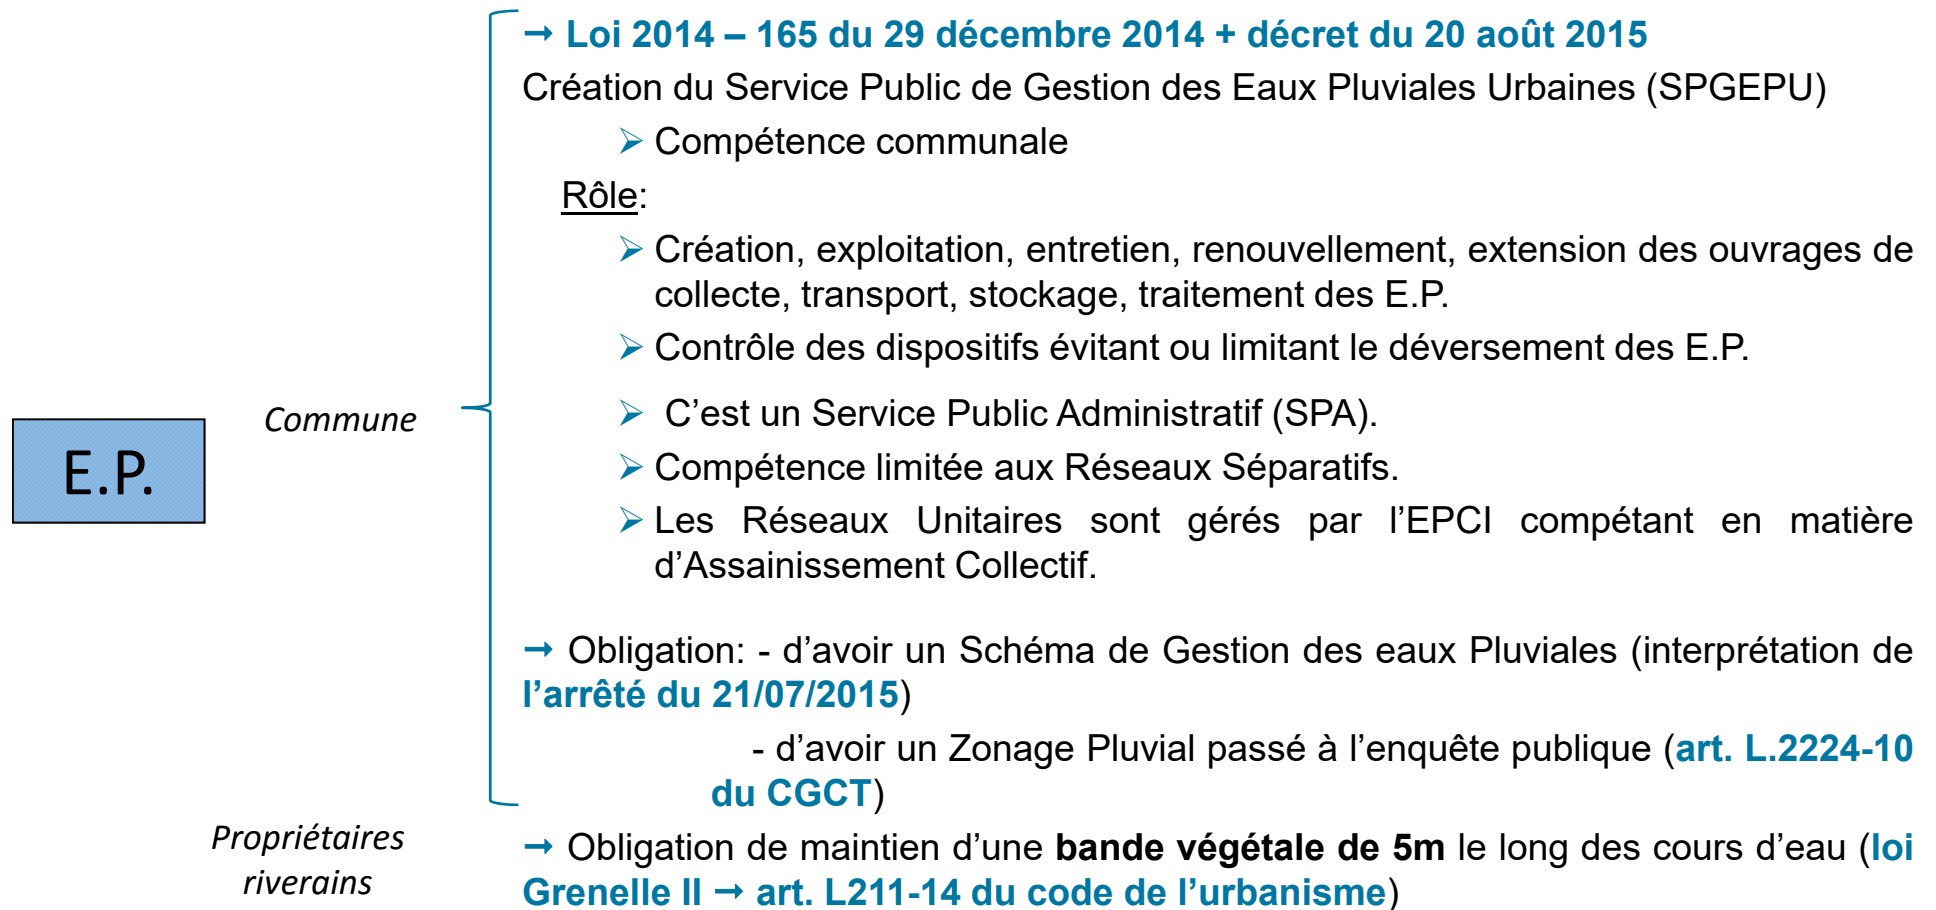 → Loi 2014 – 165 du 29 décembre 2014 + décret du 20 août 2015
Création du Service Public de Gestion des Eaux Pluviales Urbaines (SPGEPU)
➢ Compétence communale
Rôle:
➢ Création, exploitation, entretien, renouvellement, extension des ouvrages de
collecte, transport, stockage, traitement des E.P.
➢ Contrôle des dispositifs évitant ou limitant le déversement des E.P.
➢ C’est un Service Public Administratif (SPA).
➢ Compétence limitée aux Réseaux Séparatifs.
➢ Les Réseaux Unitaires sont gérés par l’EPCI compétant en matière
d’Assainissement Collectif.
E.P.
Commune
→ Obligation: - d’avoir un Schéma de Gestion des eaux Pluviales (interprétation de
l’arrêté du 21/07/2015)
- d’avoir un Zonage Pluvial passé à l’enquête publique (art. L.2224-10
du CGCT)
Propriétaires
riverains
→ Obligation de maintien d’une bande végétale de 5m le long des cours d’eau (loi
Grenelle II → art. L211-14 du code de l’urbanisme)